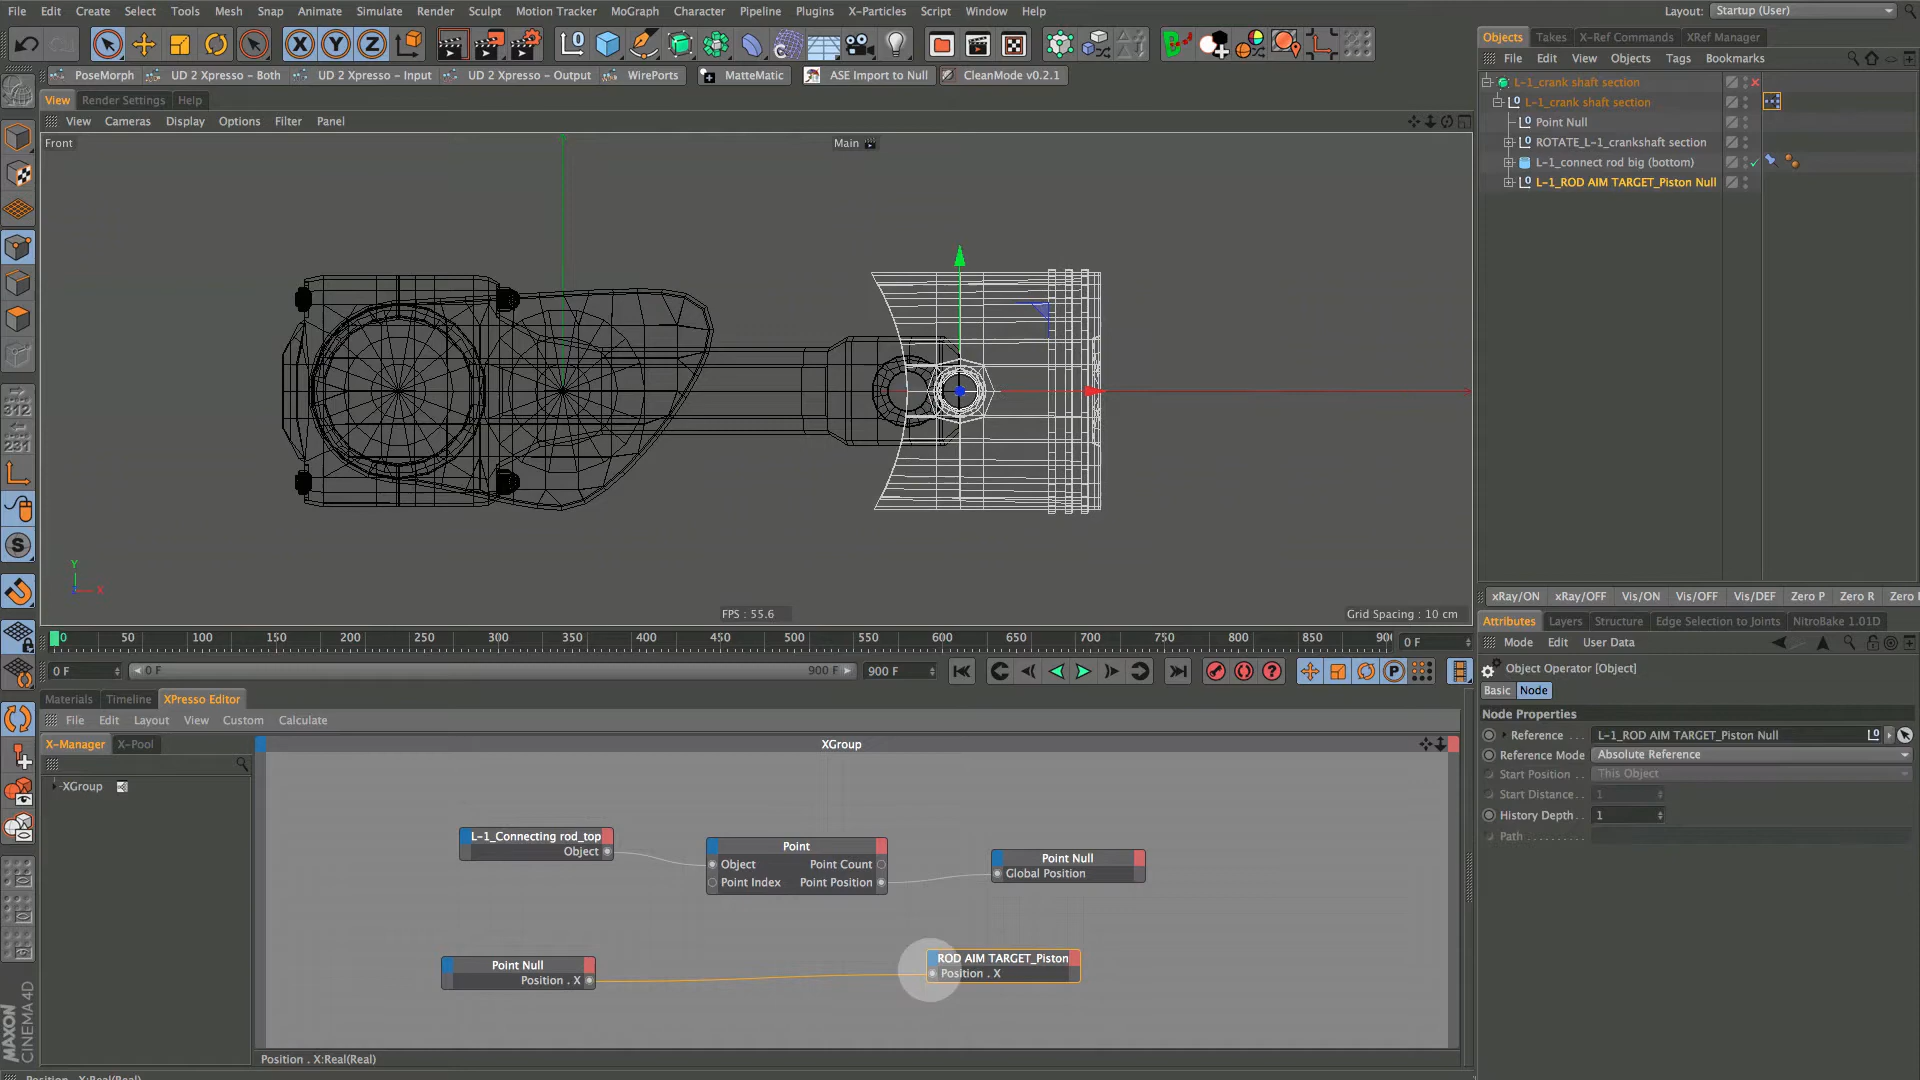 File Edit Create Select Tools Mesh Snap Animate Simulate Render Sculpt Motion Tracker MoGraph Character Pipeline Plugins X-Particles Script Window Help Layout: Startup (User)
X Y Z
Objects Takes X-Ref Commands XRef Manager
File Edit View Objects Tags Bookmarks
PoseMorph UD 2 Xpresso - Both UD 2 Xpresso - Input UD 2 Xpresso - Output WirePorts MatteMatic ASE Import to Null CleanMode v0.2.1
L-1_crank shaft section
L-1_crank shaft section
Point Null
ROTATE_L-1_crankshaft section
L-1_connect rod big (bottom)
L-1_ROD AIM TARGET_Piston Null
View Render Settings Help
View Cameras Display Options Filter Panel
Front Main
312
231
S
Y
X
FPS : 55.6 Grid Spacing : 10 cm
xRay/ON xRay/OFF Vis/ON Vis/OFF Vis/DEF Zero P Zero R Zero
Attributes Layers Structure Edge Selection to Joints NitroBake 1.01D
Mode Edit User Data
Object Operator [Object]
Basic Node
Node Properties
Reference . . . L-1_ROD AIM TARGET_Piston Null
Reference Mode Absolute Reference
Start Position . . This Object
Start Distance. . . 1
History Depth. . . 1
Path
0 50 100 150 200 250 300 350 400 450 500 550 600 650 700 750 800 850 90 0 F
0 F 0 F 900 F 900 F
P
Materials Timeline XPresso Editor
File Edit Layout View Custom Calculate
X-Manager X-Pool XGroup
XGroup
L-1_Connecting rod_top
Object
Point
Object Point Count
Point Index Point Position
Point Null
Global Position
Point Null
Position . X
ROD AIM TARGET_Piston
Position . X
Position . X:Real(Real)
Position . X:Real(Real)
MAXON
CINEMA 4D